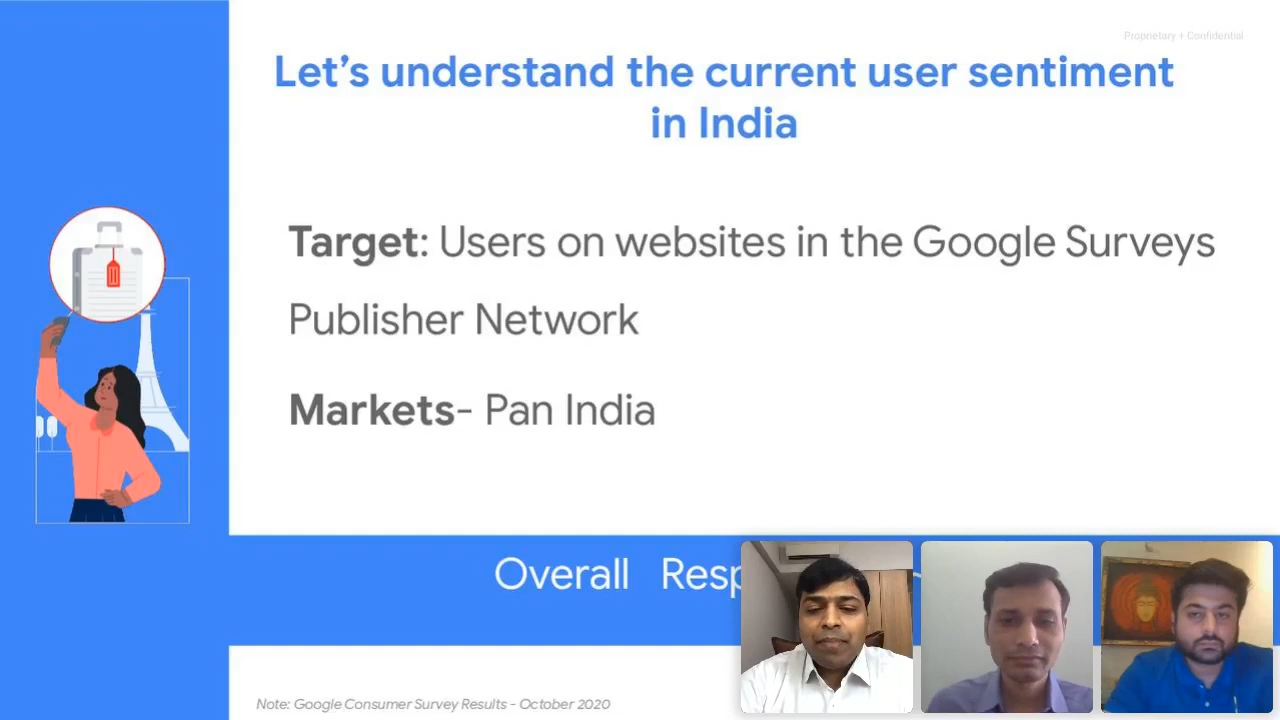 Proprietary + Confidential
Let's understand the current user sentiment
in India
Target: Users on websites in the Google Surveys
Publisher Network
Markets- Pan India
Overall
Note: Google Consumer Survey Results - October 2020